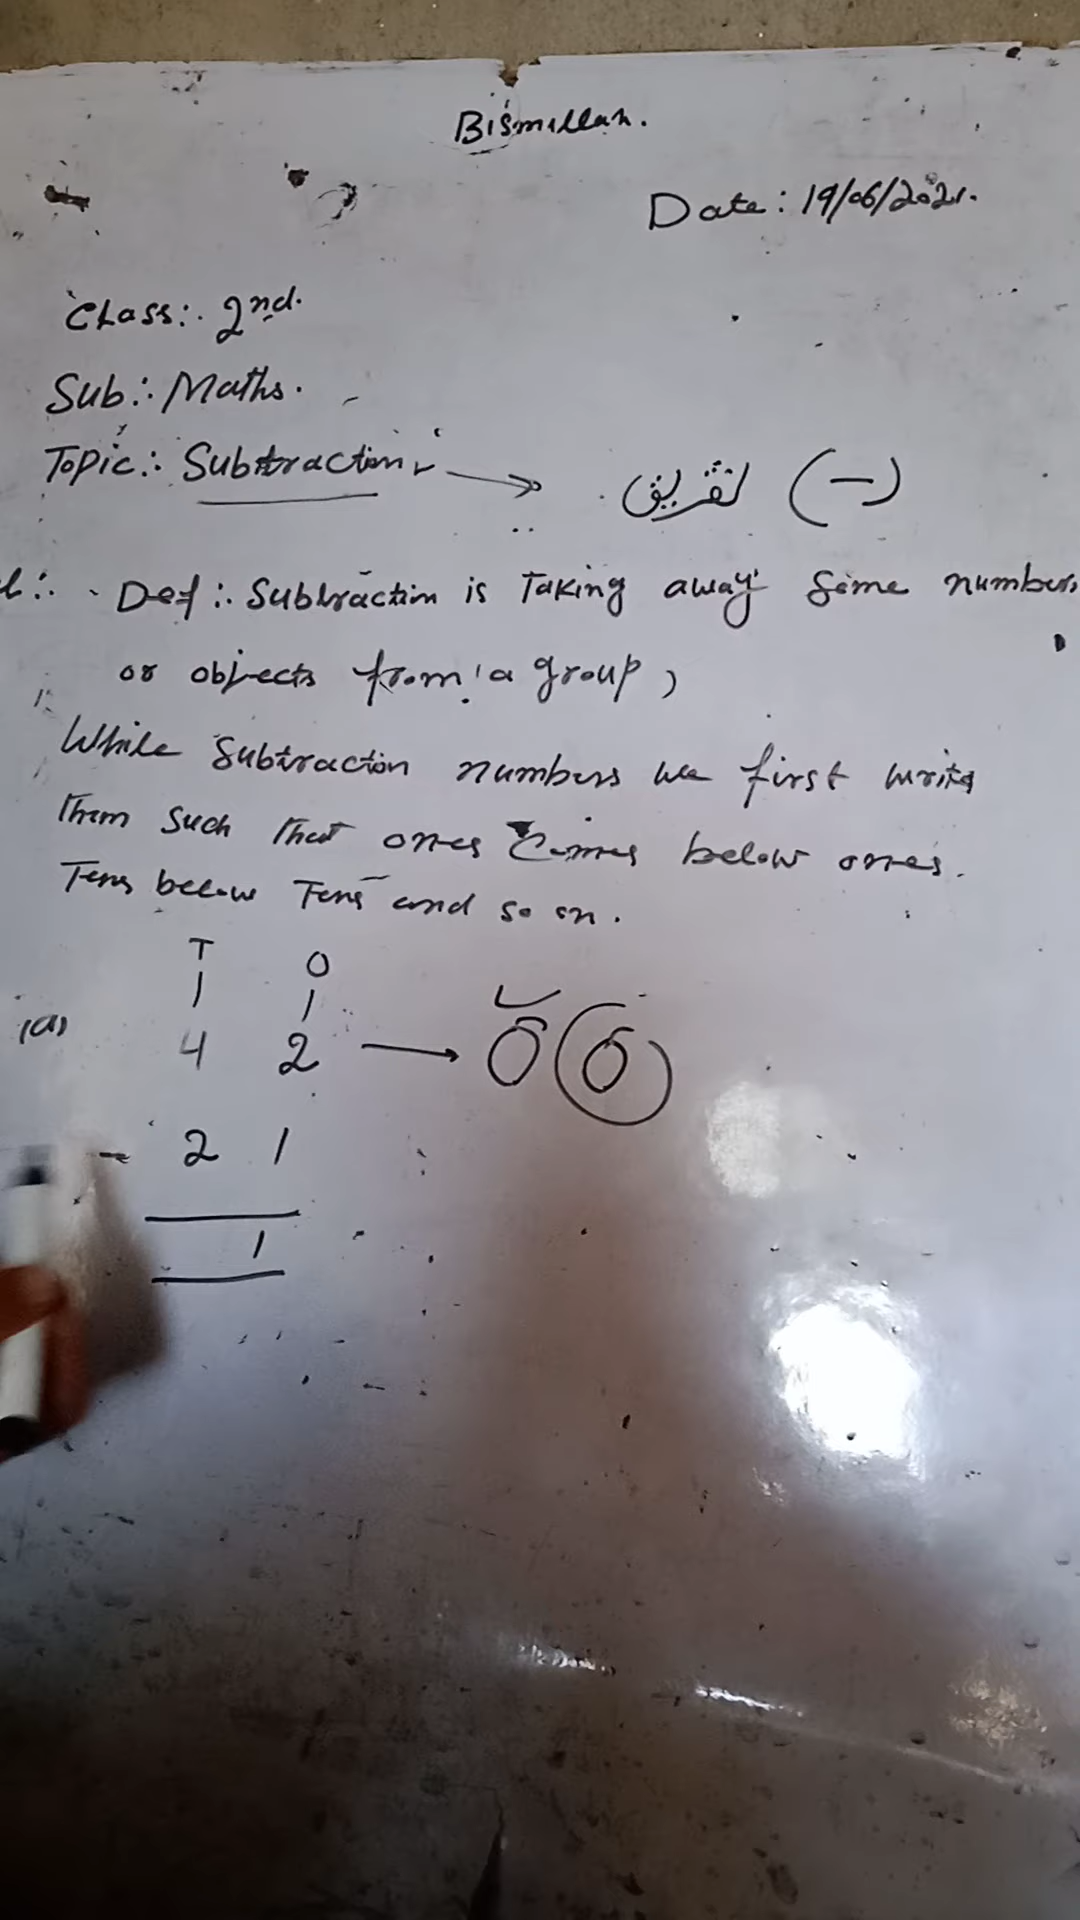 Bismillah.
Date: 19/06/2021.
Class:. 2nd.
Sub:. Maths.
Topic:. Subtraction → تفریق (-)
Def:. Subtraction is Taking away Some numbers
or objects from a group,
While Subtraction numbers we first write
Them Such That ones Comes below ones.
Tens below Tens and so on.
T O
(a) 4 2 →
- 2 1
1